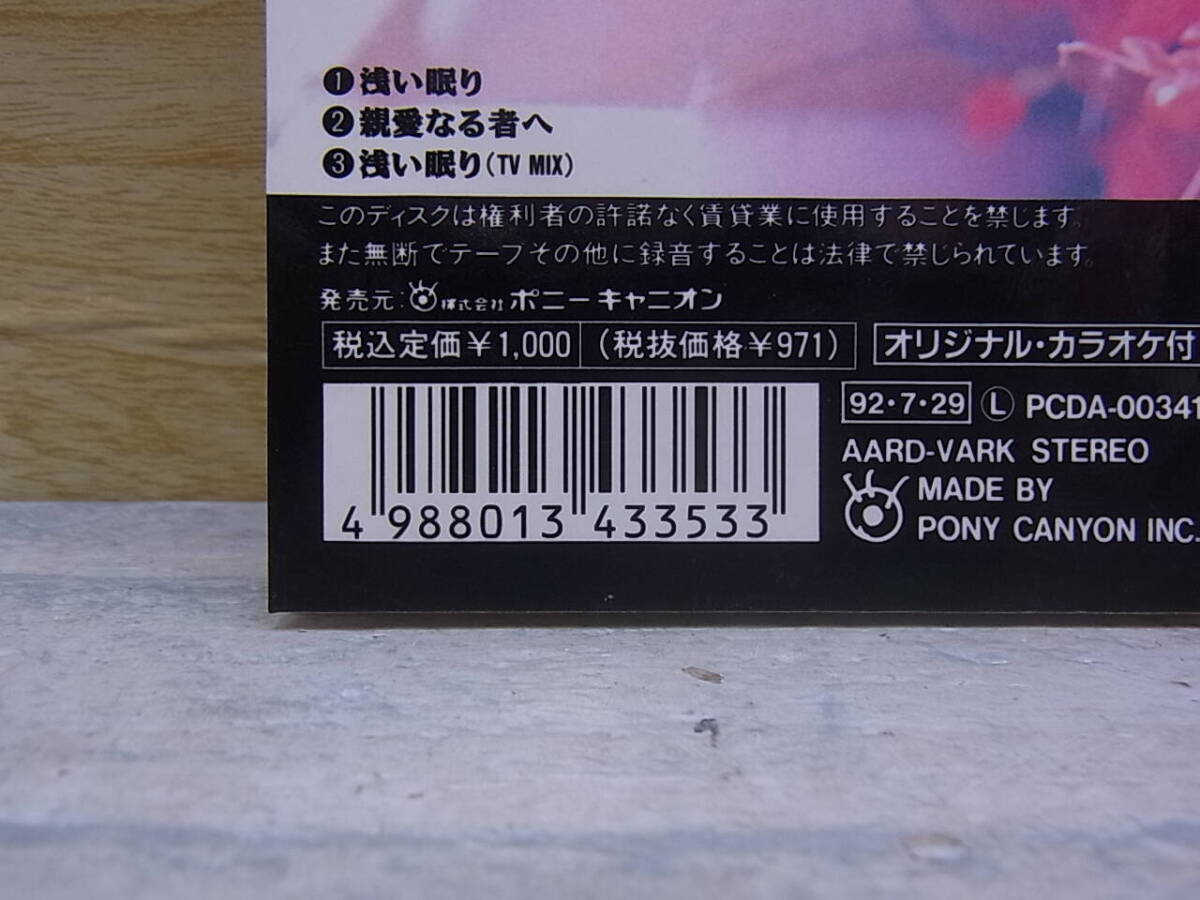 ❶浅い眠り
❷親愛なる者へ
❸浅い眠り(TV MIX)
このディスクは権利者の許諾なく賃貸業に使用することを禁じます。
また無断でテープその他に録音することは法律で禁じられています。
発売元:株式会社ポニーキャニオン
税込定価￥1,000 (税抜価格￥971) オリジナル・カラオケ付
92・7・29 Ⓛ PCDA-00341
AARD-VARK STEREO
MADE BY
PONY CANYON INC.
4 988013 433533